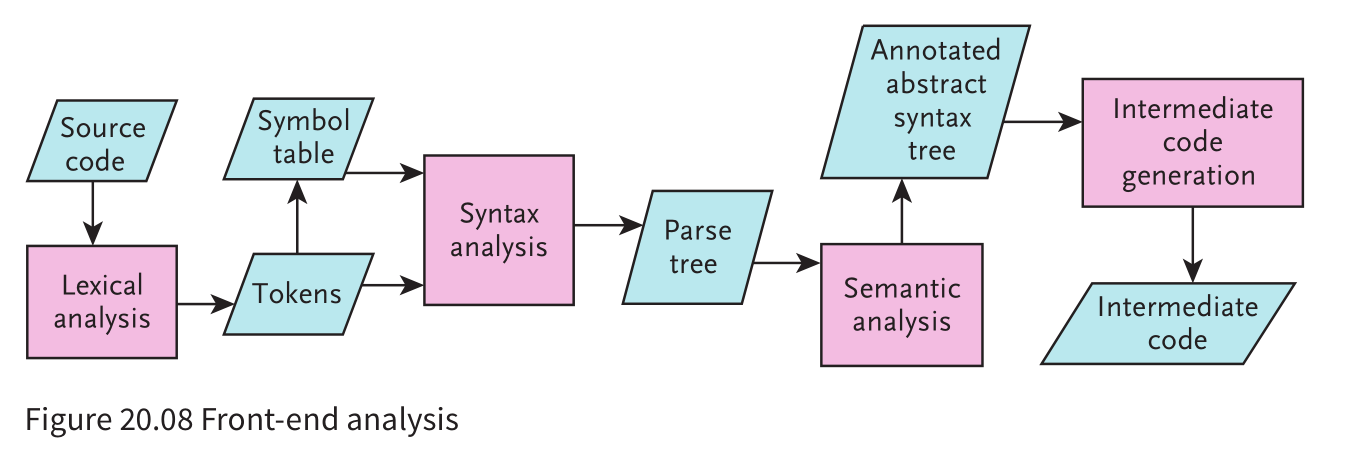 Source
code
Lexical
analysis
Symbol
table
Tokens
Syntax
analysis
Parse
tree
Annotated
abstract
syntax
tree
Semantic
analysis
Intermediate
code
generation
Intermediate
code
Figure 20.08 Front-end analysis